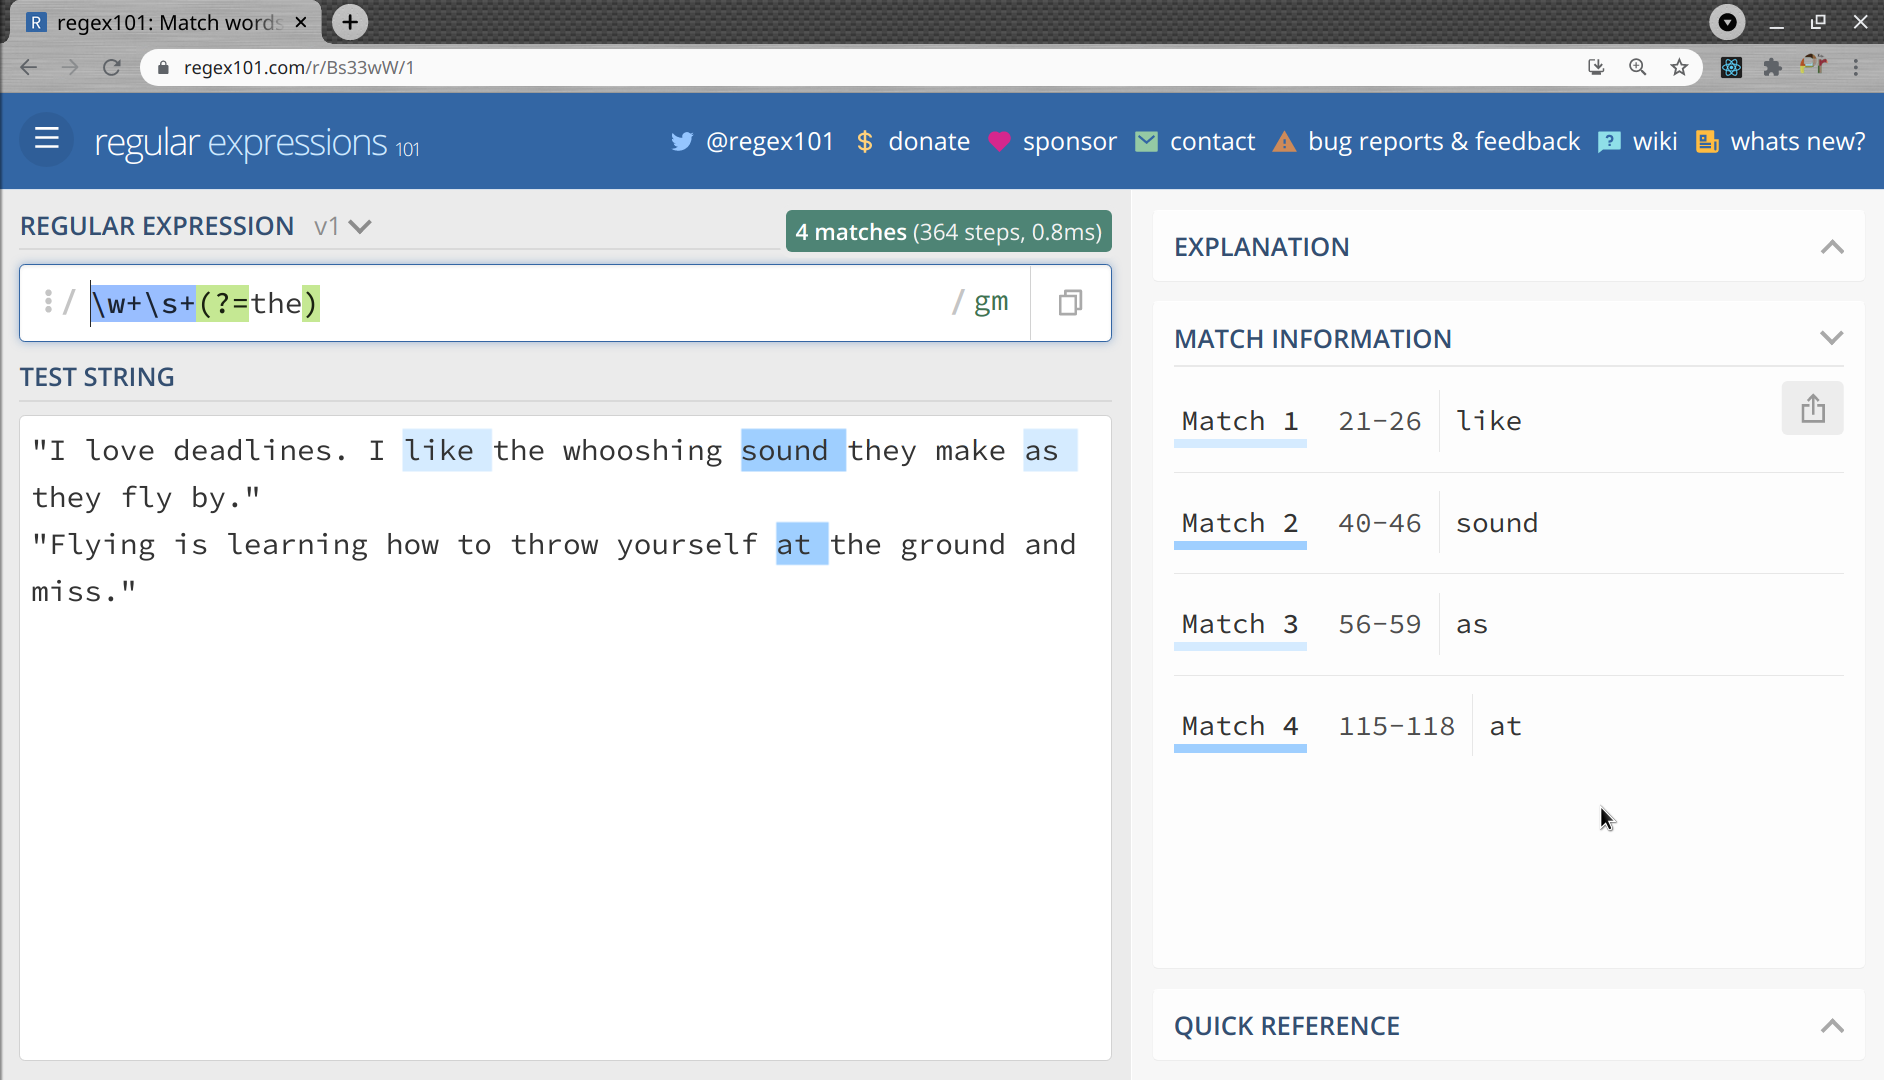 R regex101: Match words
regex101.com/r/Bs33wW/1
regular expressions 101
@regex101 $ donate sponsor contact bug reports & feedback wiki whats new?
REGULAR EXPRESSION v1
4 matches (364 steps, 0.8ms)
/ \w+\s+(?=the) / gm
TEST STRING
"I love deadlines. I like the whooshing sound they make as
they fly by."
"Flying is learning how to throw yourself at the ground and
miss."
EXPLANATION
MATCH INFORMATION
Match 1 21-26 like
Match 2 40-46 sound
Match 3 56-59 as
Match 4 115-118 at
QUICK REFERENCE